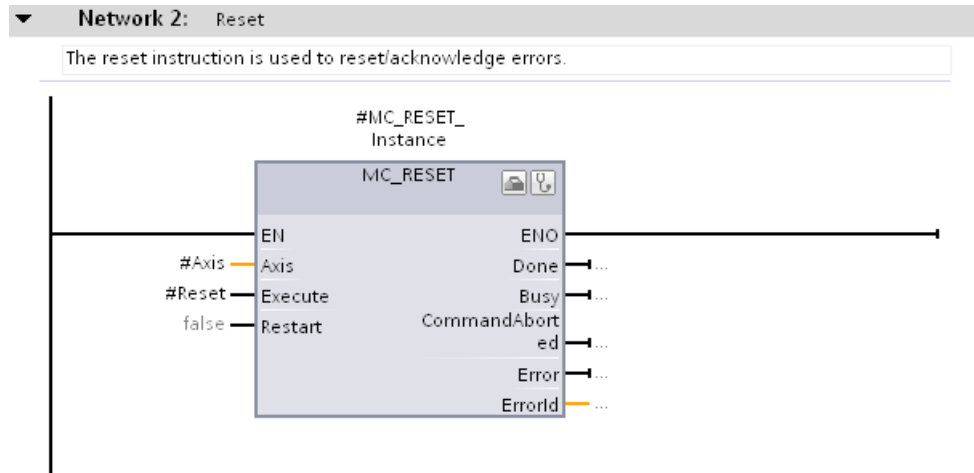 Network 2: Reset
The reset instruction is used to reset/acknowledge errors.
#MC_RESET_
Instance
MC_RESET
EN ENO
#Axis Axis Done ...
#Reset Execute Busy ...
false Restart CommandAbort
ed ...
Error ...
ErrorId ...